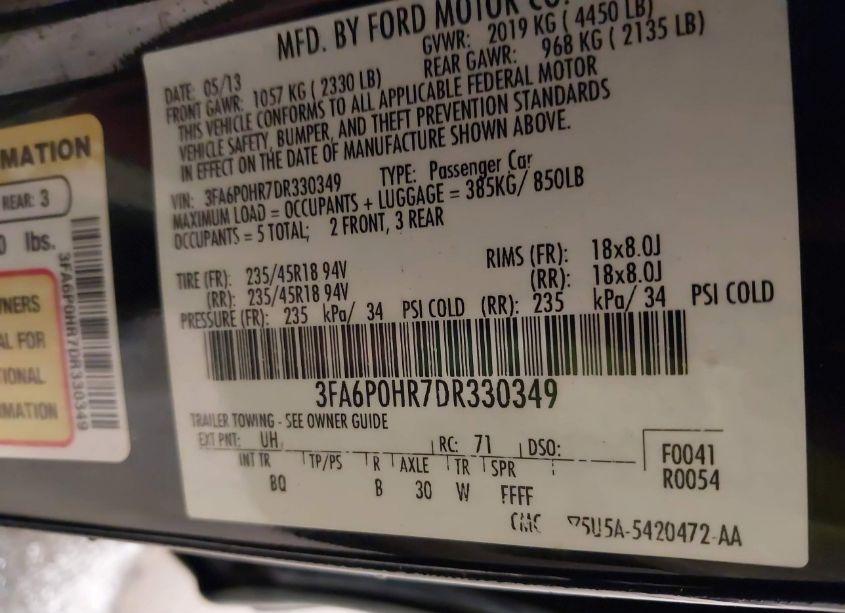 MFD. BY FORD MOTOR CO.
DATE: 05/13 GVWR: 2019 KG ( 4450 LB)
FRONT GAWR: 1057 KG ( 2330 LB) REAR GAWR: 968 KG ( 2135 LB)
THIS VEHICLE CONFORMS TO ALL APPLICABLE FEDERAL MOTOR
VEHICLE SAFETY, BUMPER, AND THEFT PREVENTION STANDARDS
IN EFFECT ON THE DATE OF MANUFACTURE SHOWN ABOVE.
VIN: 3FA6P0HR7DR330349 TYPE: Passenger Car
MAXIMUM LOAD = OCCUPANTS + LUGGAGE = 385KG/ 850LB
OCCUPANTS = 5 TOTAL; 2 FRONT, 3 REAR
TIRE (FR): 235/45R18 94V RIMS (FR): 18x8.0J
(RR): 235/45R18 94V (RR): 18x8.0J
PRESSURE (FR): 235 kPa/ 34 PSI COLD (RR): 235 kPa/ 34 PSI COLD
3FA6P0HR7DR330349
TRAILER TOWING - SEE OWNER GUIDE
EXT PNT: UH RC: 71 DSO: F0041
R0054
INT TR TP/PS R AXLE TR SPR
BQ B 30 W FFFF
5U5A-5420472-AA
MATION
REAR: 3
0 lbs.
3FA6P0HR7DR330349
NERS
AL FOR
TIONAL
RMATION